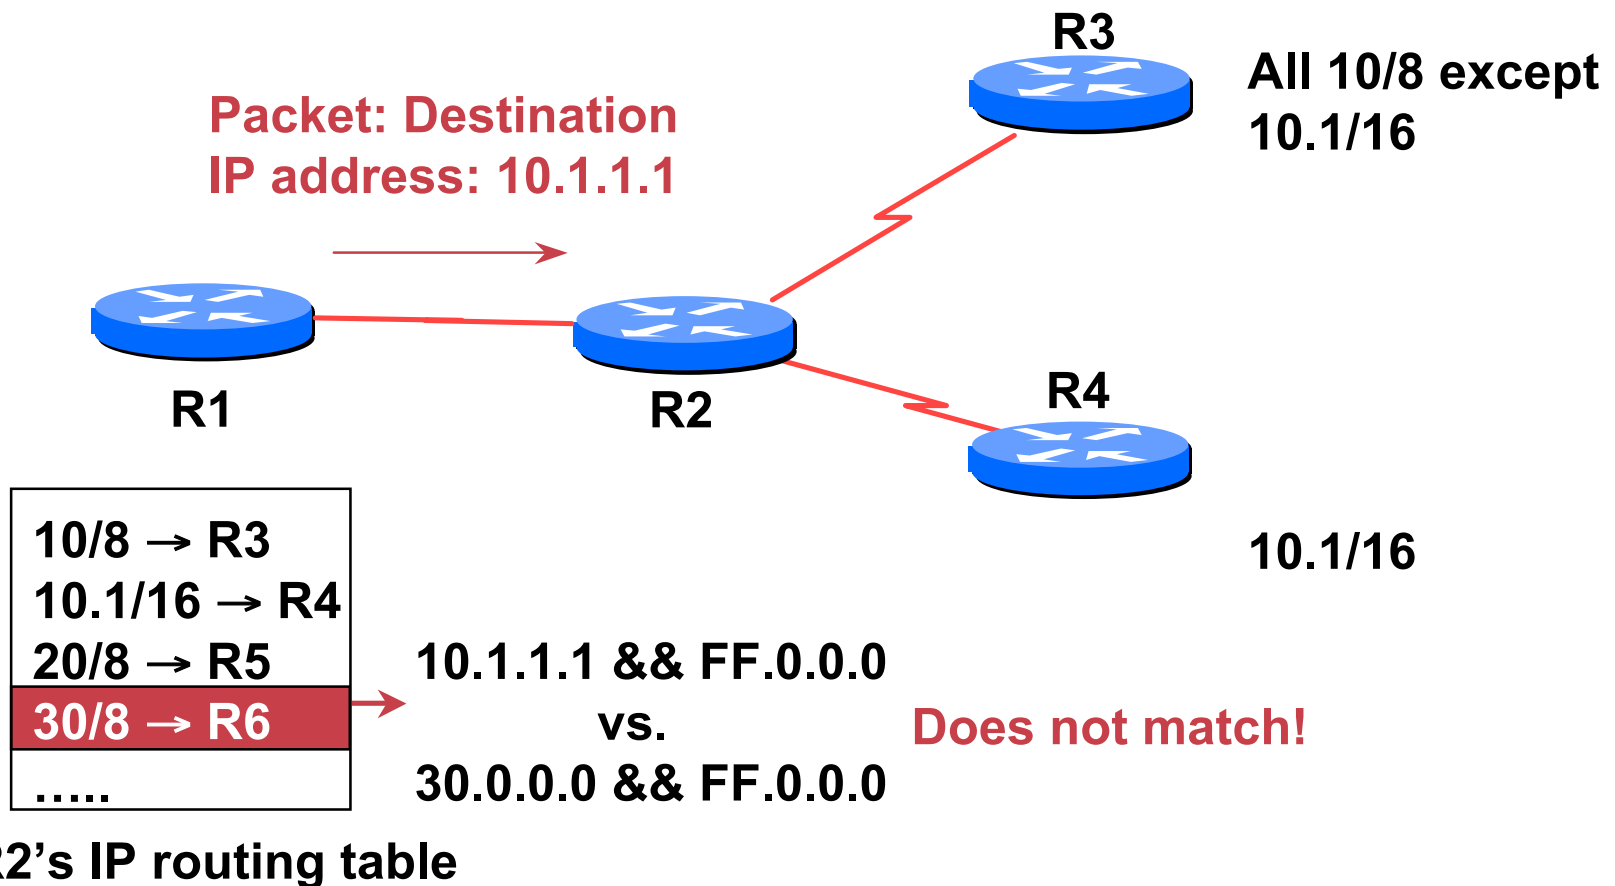 R3
All 10/8 except
10.1/16
Packet: Destination
IP address: 10.1.1.1
R1
R2
R4
10.1/16
10/8 → R3
10.1/16 → R4
20/8 → R5
30/8 → R6
…..
10.1.1.1 && FF.0.0.0
vs.
30.0.0.0 && FF.0.0.0
Does not match!
R2's IP routing table